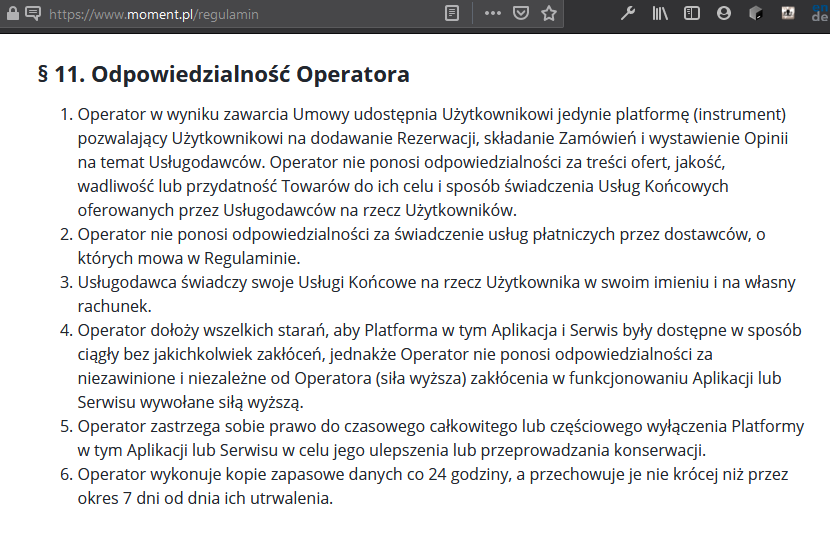 https://www.moment.pl/regulamin
§ 11. Odpowiedzialność Operatora
1. Operator w wyniku zawarcia Umowy udostępnia Użytkownikowi jedynie platformę (instrument)
pozwalający Użytkownikowi na dodawanie Rezerwacji, składanie Zamówień i wystawienie Opinii
na temat Usługodawców. Operator nie ponosi odpowiedzialności za treści ofert, jakość,
wadliwość lub przydatność Towarów do ich celu i sposób świadczenia Usług Końcowych
oferowanych przez Usługodawców na rzecz Użytkowników.
2. Operator nie ponosi odpowiedzialności za świadczenie usług płatniczych przez dostawców, o
których mowa w Regulaminie.
3. Usługodawca świadczy swoje Usługi Końcowe na rzecz Użytkownika w swoim imieniu i na własny
rachunek.
4. Operator dołoży wszelkich starań, aby Platforma w tym Aplikacja i Serwis były dostępne w sposób
ciągły bez jakichkolwiek zakłóceń, jednakże Operator nie ponosi odpowiedzialności za
niezawinione i niezależne od Operatora (siła wyższa) zakłócenia w funkcjonowaniu Aplikacji lub
Serwisu wywołane siłą wyższą.
5. Operator zastrzega sobie prawo do czasowego całkowitego lub częściowego wyłączenia Platformy
w tym Aplikacji lub Serwisu w celu jego ulepszenia lub przeprowadzania konserwacji.
6. Operator wykonuje kopie zapasowe danych co 24 godziny, a przechowuje je nie krócej niż przez
okres 7 dni od dnia ich utrwalenia.